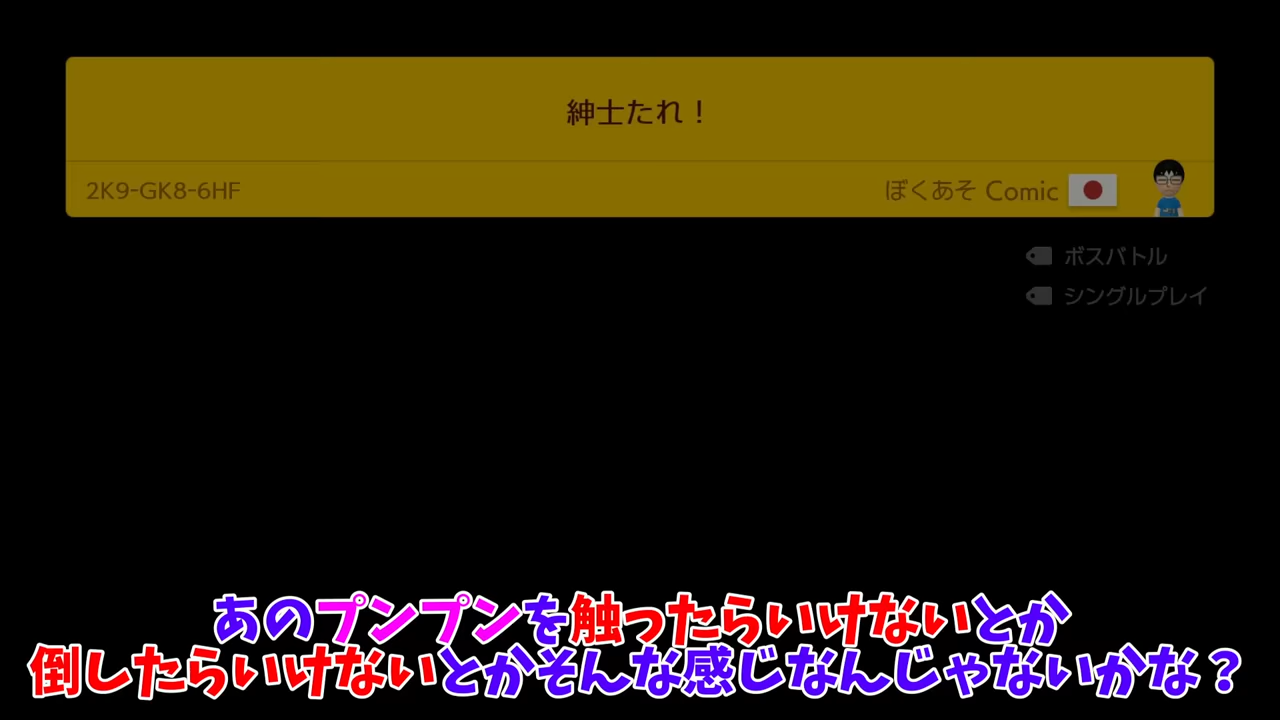 紳士たれ！
2K9-GK8-6HF
ぼくあそ Comic
ボスバトル
シングルプレイ
あのプンプンを触ったらいけないとか
倒したらいけないとかそんな感じなんじゃないかな？